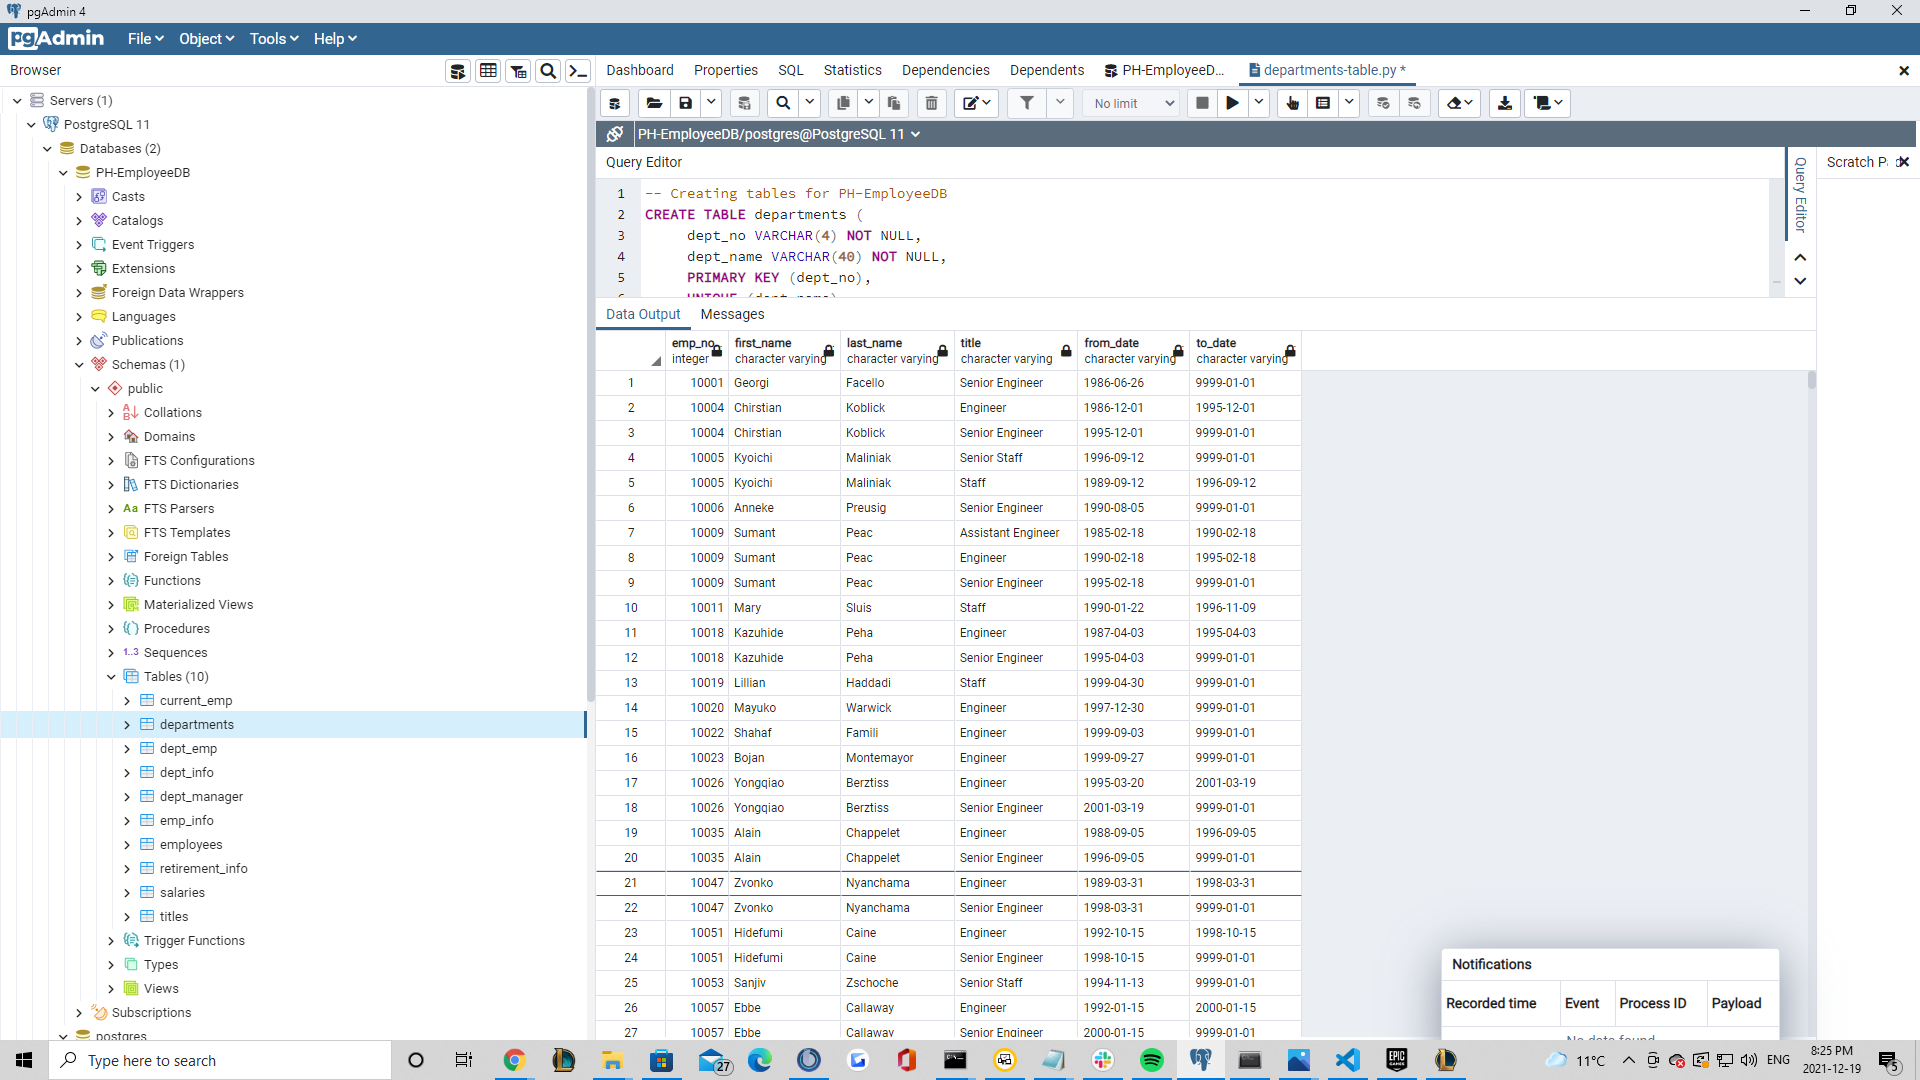 pgAdmin 4
pgAdmin File Object Tools Help
Browser
Dashboard Properties SQL Statistics Dependencies Dependents PH-EmployeeD... departments-table.py *
Servers (1)
PostgreSQL 11
Databases (2)
PH-EmployeeDB
Casts
Catalogs
Event Triggers
Extensions
Foreign Data Wrappers
Languages
Publications
Schemas (1)
public
Collations
Domains
FTS Configurations
FTS Dictionaries
Aa FTS Parsers
FTS Templates
Foreign Tables
Functions
Materialized Views
Procedures
1..3 Sequences
Tables (10)
current_emp
departments
dept_emp
dept_info
dept_manager
emp_info
employees
retirement_info
salaries
titles
Trigger Functions
Types
Views
Subscriptions
postgres
No limit
PH-EmployeeDB/postgres@PostgreSQL 11
Query Editor
Query Editor
Scratch P
1 -- Creating tables for PH-EmployeeDB
2 CREATE TABLE departments (
3 dept_no VARCHAR(4) NOT NULL,
4 dept_name VARCHAR(40) NOT NULL,
5 PRIMARY KEY (dept_no),
6 UNIQUE (dept_name)
Data Output Messages
emp_no first_name last_name title from_date to_date
integer character varying character varying character varying character varying character varying
1 10001 Georgi Facello Senior Engineer 1986-06-26 9999-01-01
2 10004 Chirstian Koblick Engineer 1986-12-01 1995-12-01
3 10004 Chirstian Koblick Senior Engineer 1995-12-01 9999-01-01
4 10005 Kyoichi Maliniak Senior Staff 1996-09-12 9999-01-01
5 10005 Kyoichi Maliniak Staff 1989-09-12 1996-09-12
6 10006 Anneke Preusig Senior Engineer 1990-08-05 9999-01-01
7 10009 Sumant Peac Assistant Engineer 1985-02-18 1990-02-18
8 10009 Sumant Peac Engineer 1990-02-18 1995-02-18
9 10009 Sumant Peac Senior Engineer 1995-02-18 9999-01-01
10 10011 Mary Sluis Staff 1990-01-22 1996-11-09
11 10018 Kazuhide Peha Engineer 1987-04-03 1995-04-03
12 10018 Kazuhide Peha Senior Engineer 1995-04-03 9999-01-01
13 10019 Lillian Haddadi Staff 1999-04-30 9999-01-01
14 10020 Mayuko Warwick Engineer 1997-12-30 9999-01-01
15 10022 Shahaf Famili Engineer 1999-09-03 9999-01-01
16 10023 Bojan Montemayor Engineer 1999-09-27 9999-01-01
17 10026 Yongqiao Berztiss Engineer 1995-03-20 2001-03-19
18 10026 Yongqiao Berztiss Senior Engineer 2001-03-19 9999-01-01
19 10035 Alain Chappelet Engineer 1988-09-05 1996-09-05
20 10035 Alain Chappelet Senior Engineer 1996-09-05 9999-01-01
21 10047 Zvonko Nyanchama Engineer 1989-03-31 1998-03-31
22 10047 Zvonko Nyanchama Senior Engineer 1998-03-31 9999-01-01
23 10051 Hidefumi Caine Engineer 1992-10-15 1998-10-15
24 10051 Hidefumi Caine Senior Engineer 1998-10-15 9999-01-01
25 10053 Sanjiv Zschoche Senior Staff 1994-11-13 9999-01-01
26 10057 Ebbe Callaway Engineer 1992-01-15 2000-01-15
27 10057 Ebbe Callaway Senior Engineer 2000-01-15 9999-01-01
Notifications
Recorded time Event Process ID Payload
No data found
Type here to search
27
EPIC GAMES
11°C
ENG
8:25 PM
2021-12-19
5